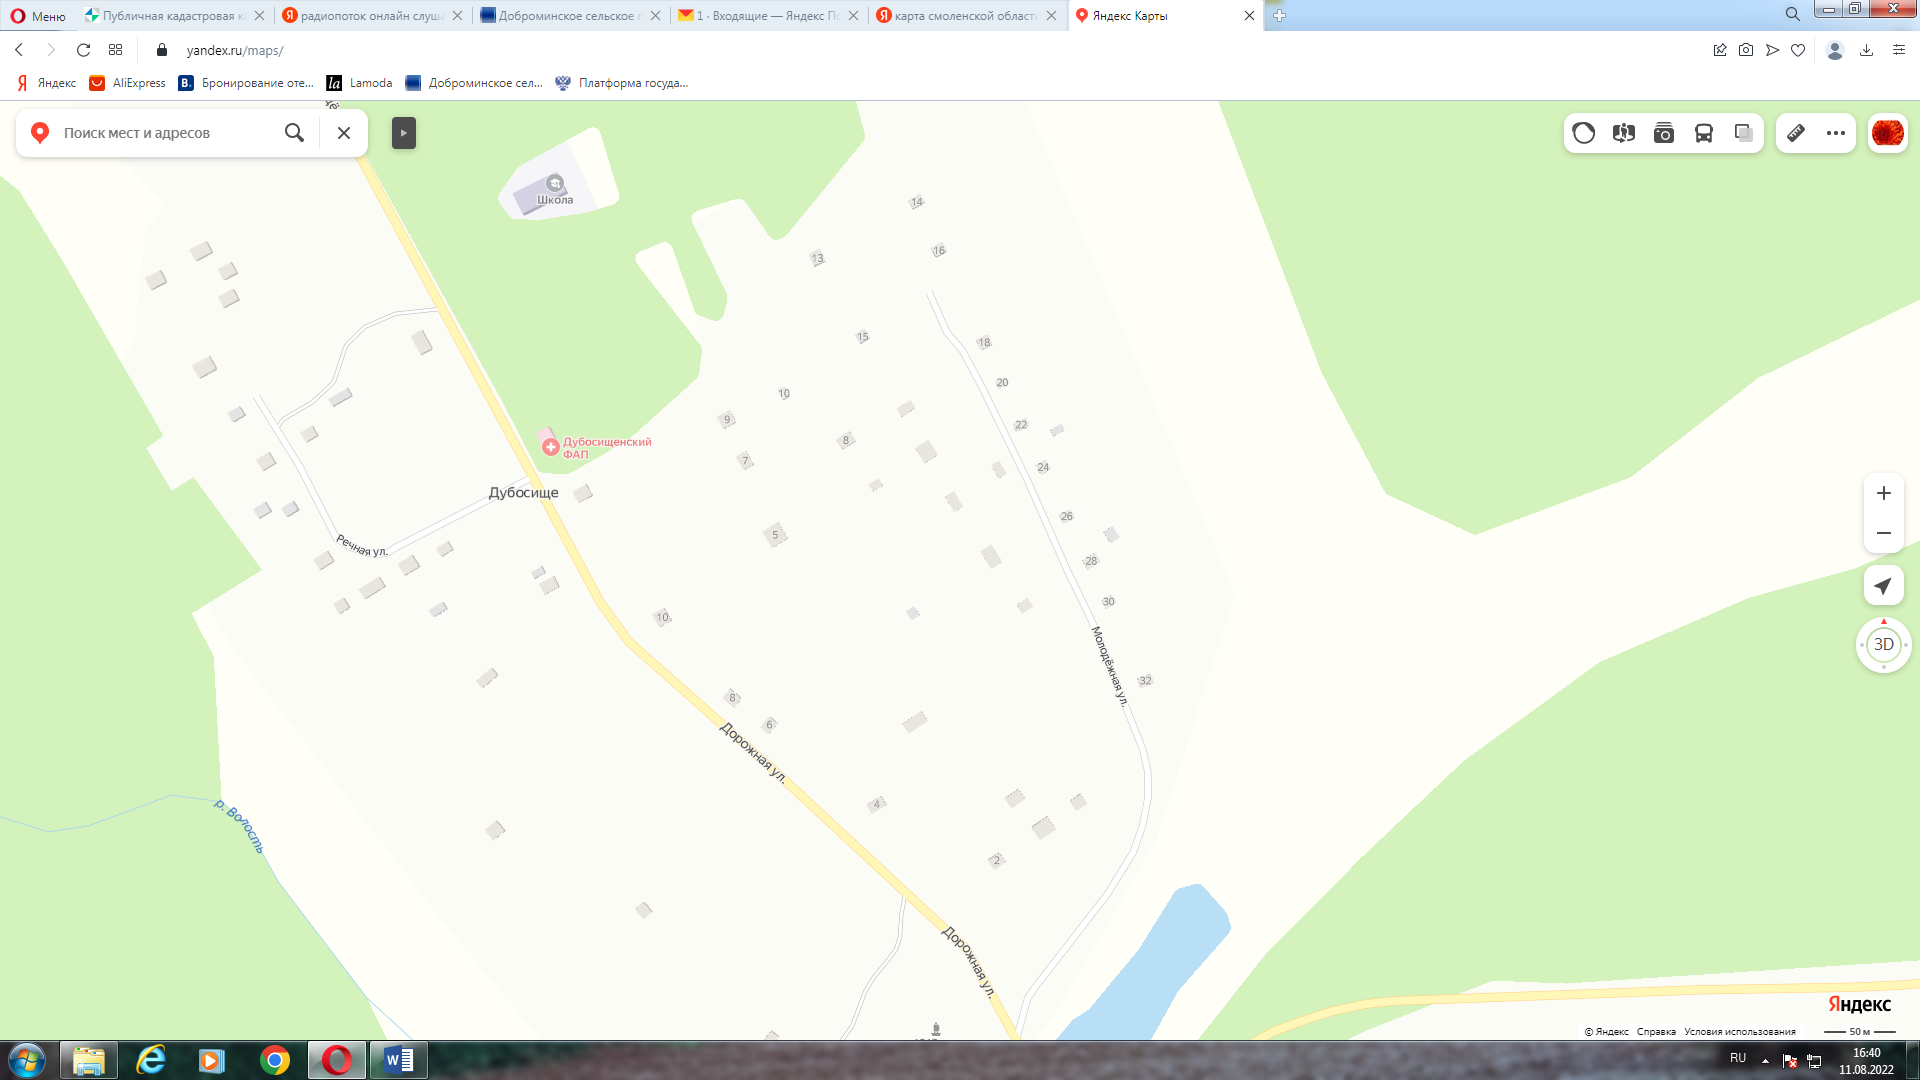 Меню
Публичная кадастровая к
радиопоток онлайн слуша
Доброминское сельское п
1 · Входящие — Яндекс По
карта смоленской област
Яндекс Карты
yandex.ru/maps/
Яндекс
AliExpress
B.
Бронирование оте...
la
Lamoda
Доброминское сел...
Платформа госуда...
Поиск мест и адресов
Школа
14
16
13
15
18
20
10
9
22
8
7
24
Дубосищенский
ФАП
Дубосище
26
5
28
Речная ул.
30
10
Молодёжная ул.
32
8
6
Дорожная ул.
4
р. Волость
2
Дорожная ул.
3D
Яндекс
© Яндекс Справка Условия использования
50 м
RU
16:40
11.08.2022